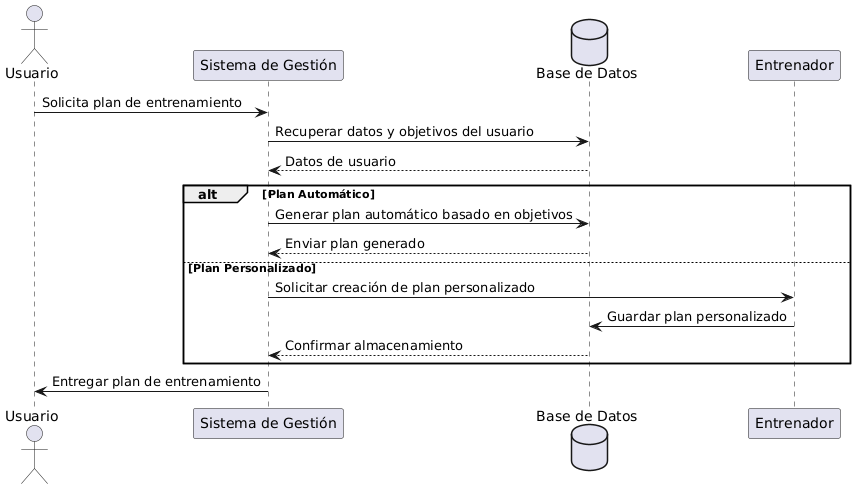 Usuario
Sistema de Gestión
Base de Datos
Entrenador
Solicita plan de entrenamiento
Recuperar datos y objetivos del usuario
Datos de usuario
alt [Plan Automático]
Generar plan automático basado en objetivos
Enviar plan generado
[Plan Personalizado]
Solicitar creación de plan personalizado
Guardar plan personalizado
Confirmar almacenamiento
Entregar plan de entrenamiento
Usuario
Sistema de Gestión
Base de Datos
Entrenador